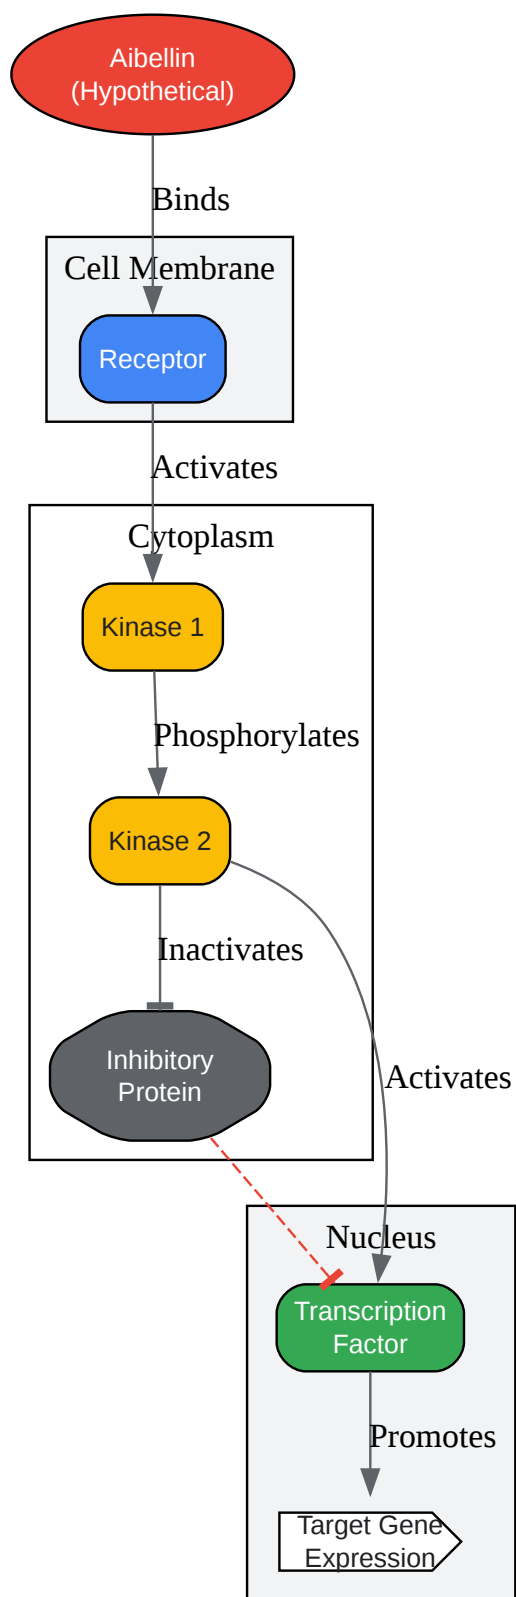 Aibellin
(Hypothetical)
Binds
Cell Membrane
Receptor
Activates
Cytoplasm
Kinase 1
Phosphorylates
Kinase 2
Inactivates
Inhibitory
Protein
Activates
Nucleus
Transcription
Factor
Promotes
Target Gene
Expression